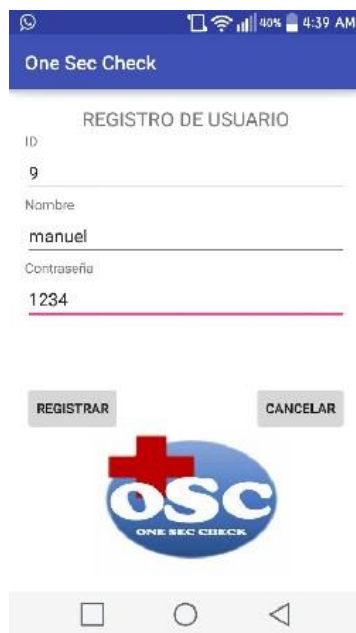 40% 4:39 AM
One Sec Check
REGISTRO DE USUARIO
ID
9
Nombre
manuel
Contraseña
1234
REGISTRAR CANCELAR
OSC
ONE SEC CHECK